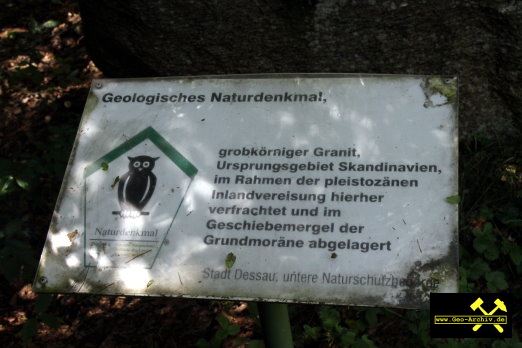 Geologisches Naturdenkmal,
grobkörniger Granit,
Ursprungsgebiet Skandinavien,
im Rahmen der pleistozänen
Inlandvereisung hierher
verfrachtet und im
Geschiebemergel der
Grundmoräne abgelagert
Naturdenkmal
Stadt Dessau, untere Naturschutzbehörde
www.Geo-Archiv.de